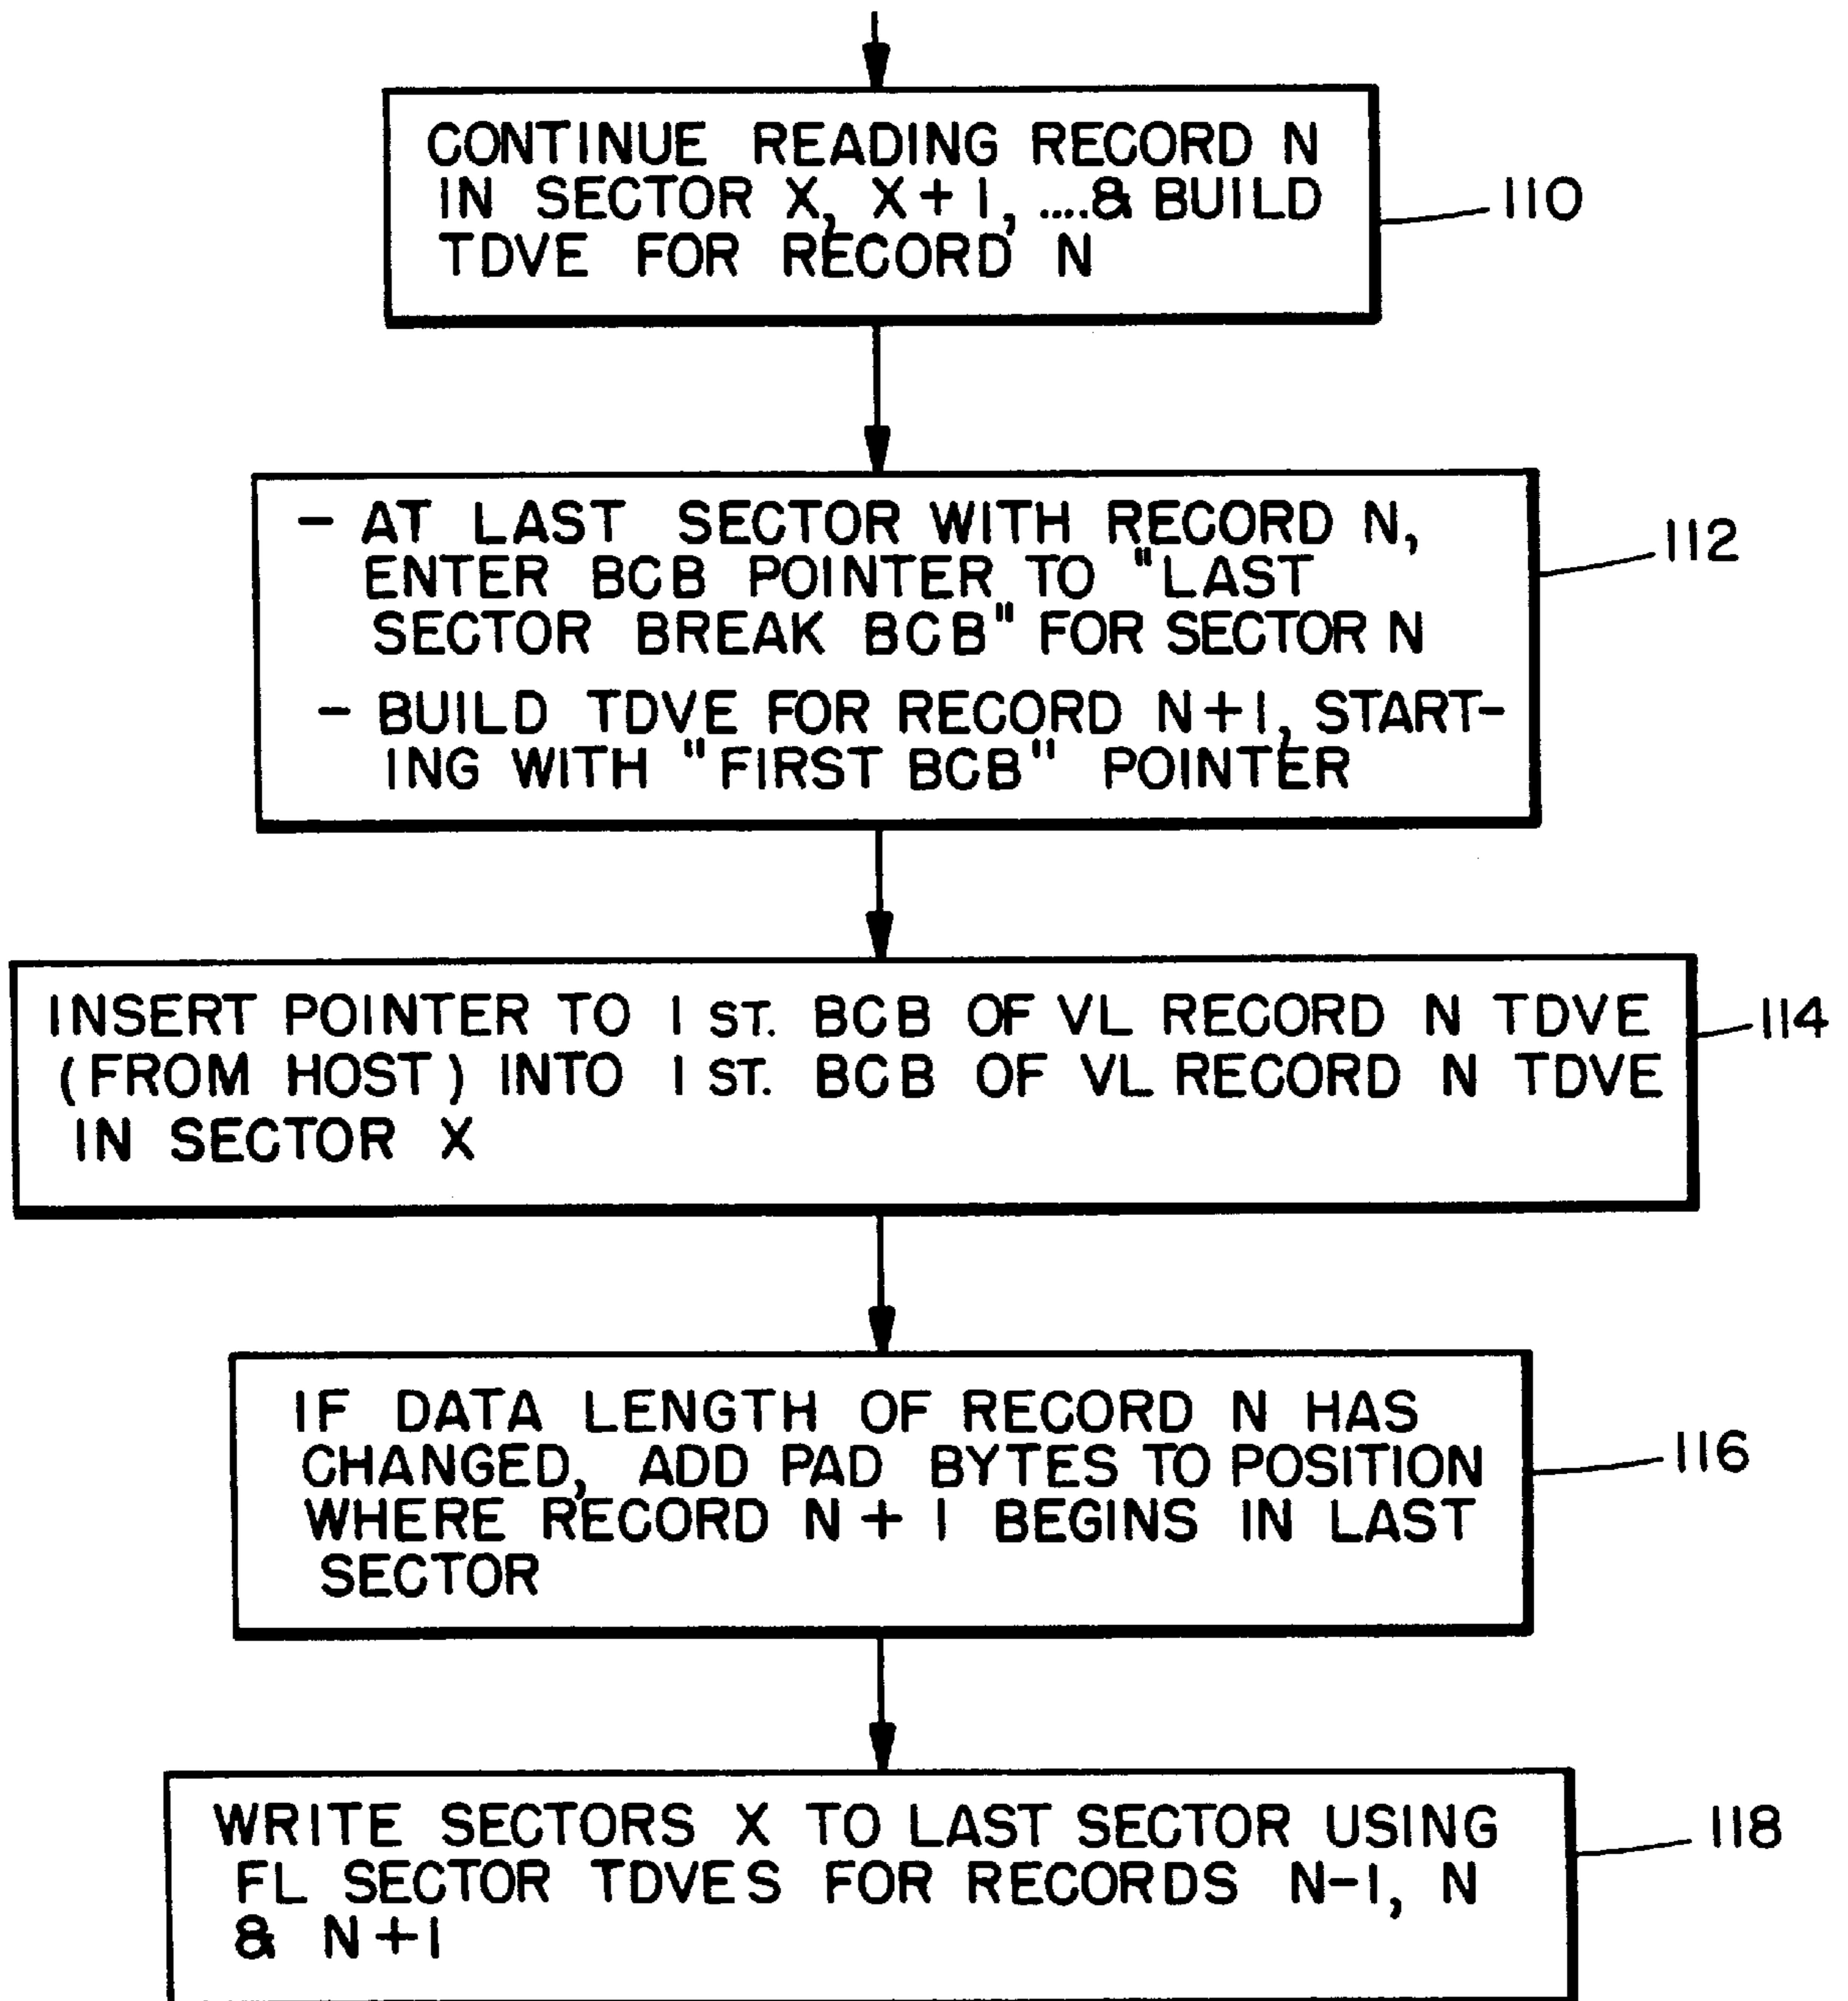 CONTINUE READING RECORD N
IN SECTOR X, X+1, ....& BUILD
TDVE FOR RECORD N
110
- AT LAST SECTOR WITH RECORD N,
ENTER BCB POINTER TO "LAST
SECTOR BREAK BCB" FOR SECTOR N
- BUILD TDVE FOR RECORD N+1, START-
ING WITH "FIRST BCB" POINTER
112
INSERT POINTER TO 1 ST. BCB OF VL RECORD N TDVE
(FROM HOST) INTO 1 ST. BCB OF VL RECORD N TDVE
IN SECTOR X
114
IF DATA LENGTH OF RECORD N HAS
CHANGED, ADD PAD BYTES TO POSITION
WHERE RECORD N + 1 BEGINS IN LAST
SECTOR
116
WRITE SECTORS X TO LAST SECTOR USING
FL SECTOR TDVES FOR RECORDS N-1, N
& N+1
118